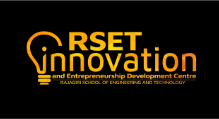 RSET
innovation
and Entrepreneurship Development Centre
RAJAGIRI SCHOOL OF ENGINEERING AND TECHNOLOGY